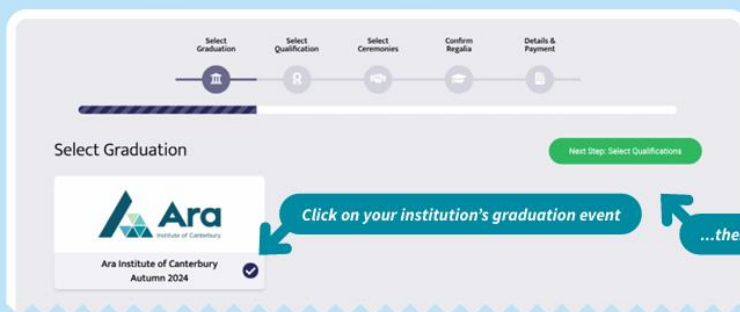 Select
Graduation
Select
Qualification
Select
Ceremonies
Confirm
Regalia
Details &
Payment
Select Graduation
Next Step: Select Qualifications
Ara
Institute of Canterbury
Click on your institution's graduation event
...the
Ara Institute of Canterbury
Autumn 2024